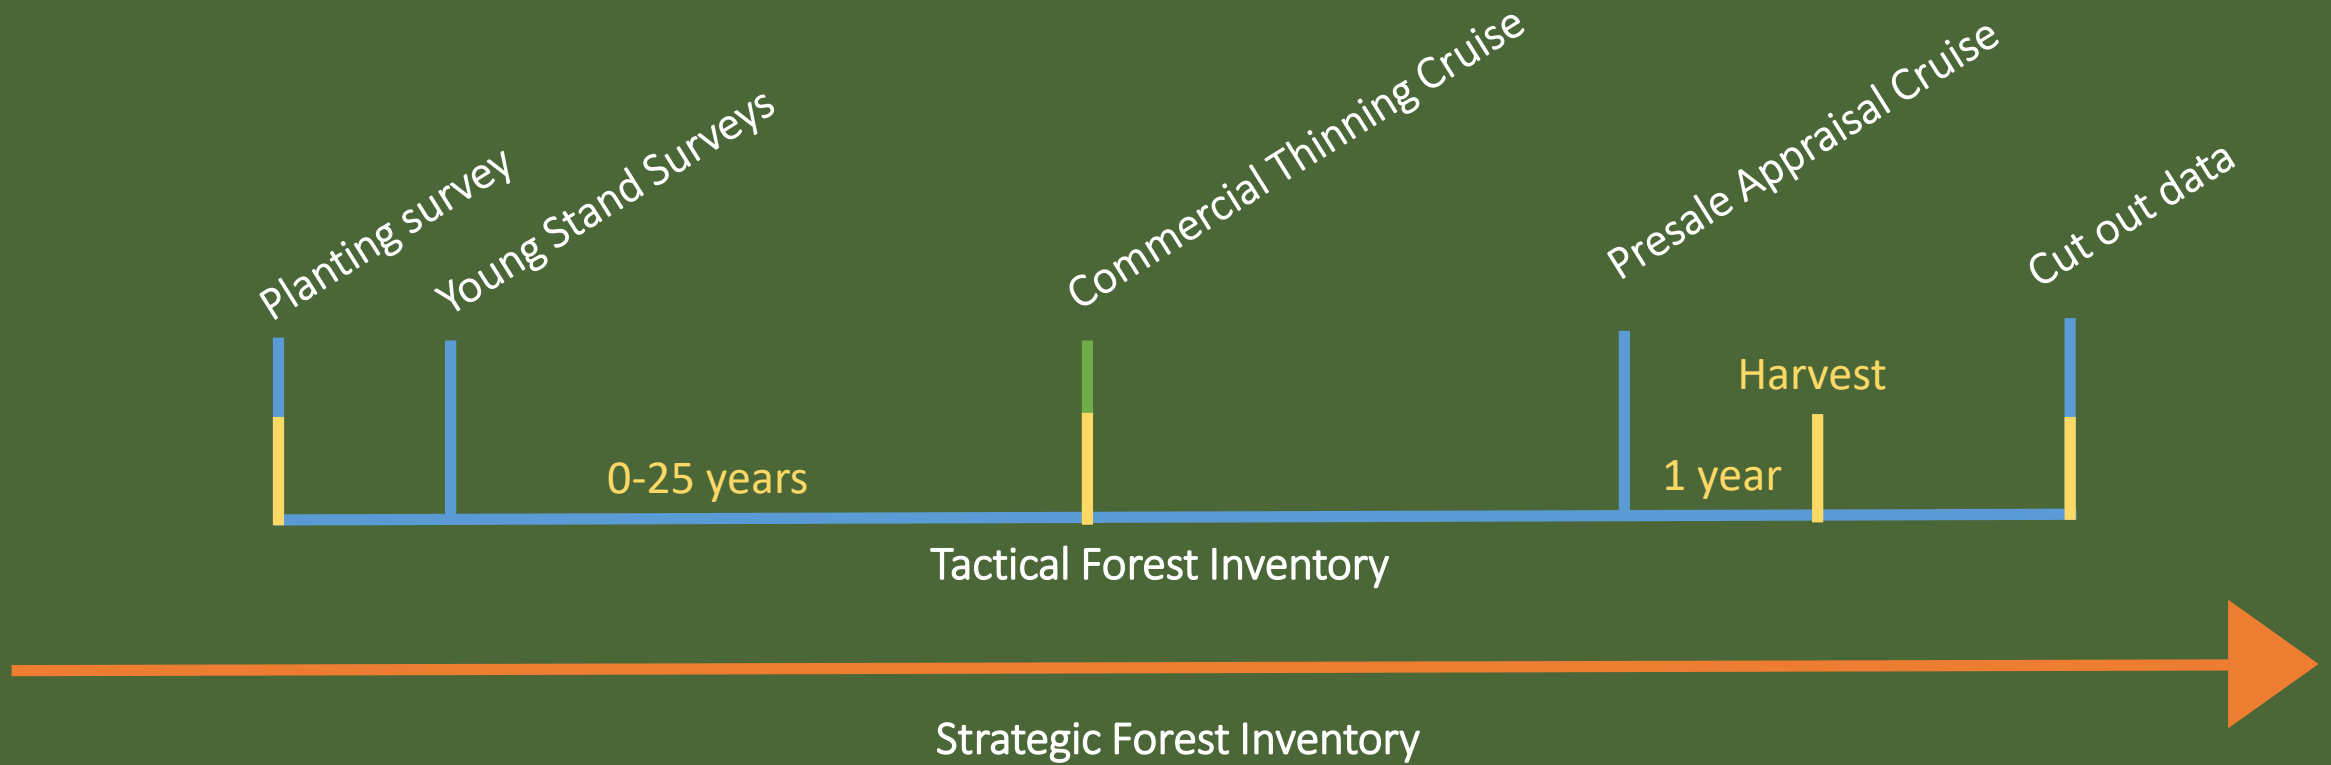 Planting survey
Young Stand Surveys
Commercial Thinning Cruise
Presale Appraisal Cruise
Cut out data
Harvest
0-25 years
1 year
Tactical Forest Inventory
Strategic Forest Inventory